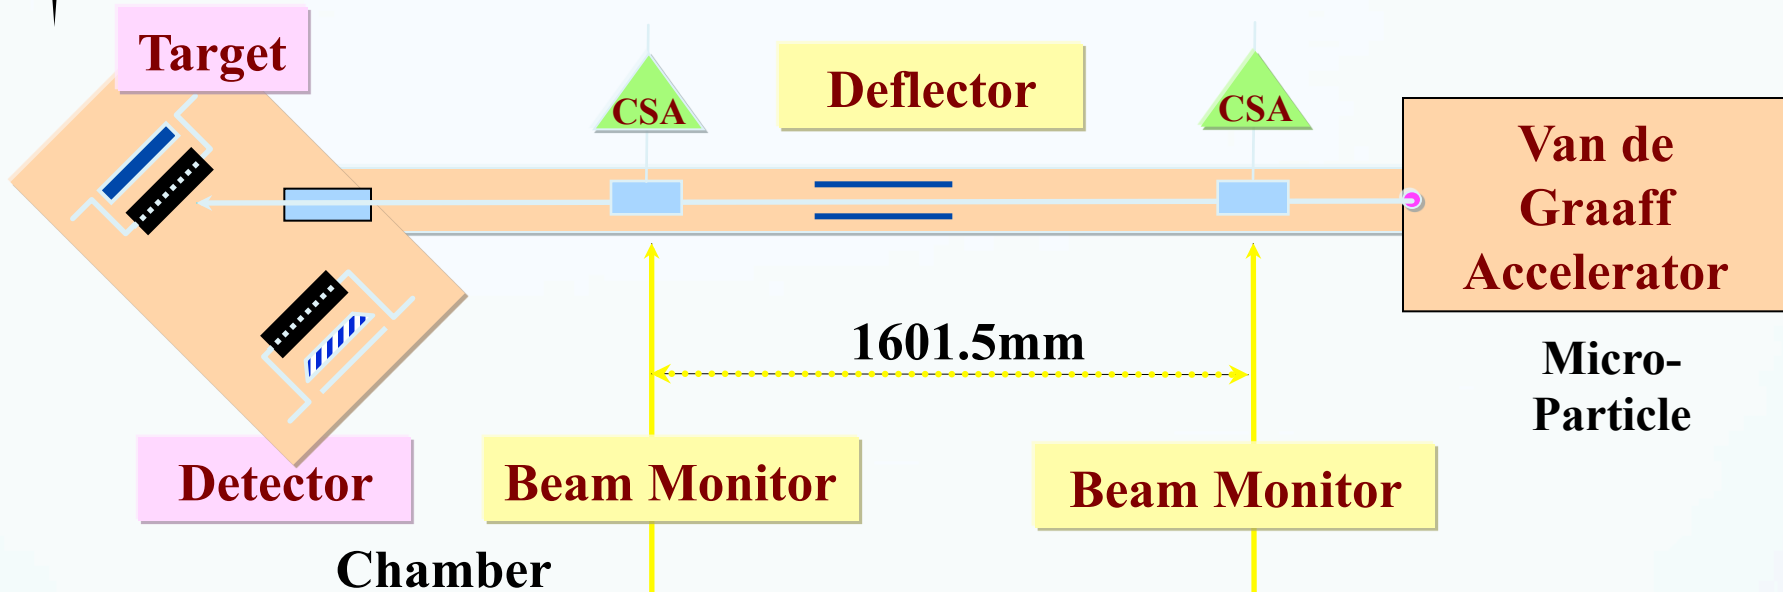 Target
CSA
Deflector
CSA
Van de
Graaff
Accelerator
1601.5mm
Micro-
Particle
Detector
Beam Monitor
Beam Monitor
Chamber